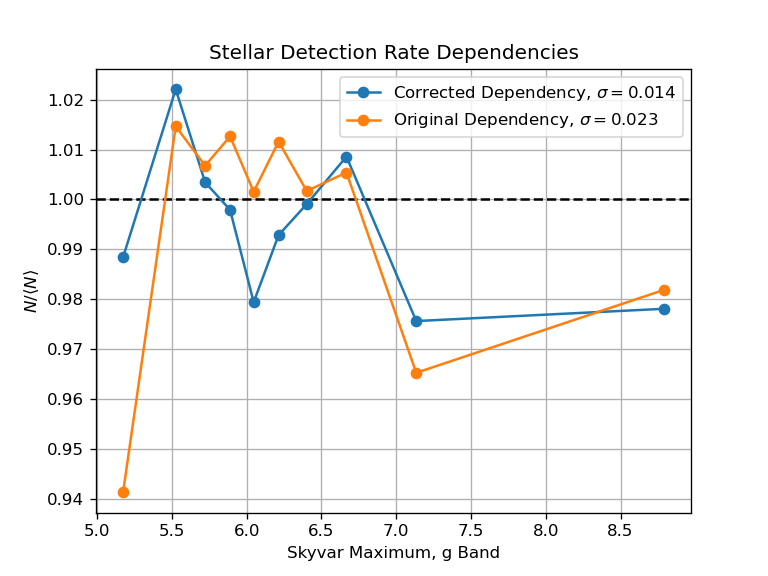 Stellar Detection Rate Dependencies
Corrected Dependency, σ = 0.014
Original Dependency, σ = 0.023
1.02
1.01
1.00
0.99
0.98
0.97
0.96
0.95
0.94
N/⟨N⟩
5.0 5.5 6.0 6.5 7.0 7.5 8.0 8.5
Skyvar Maximum, g Band